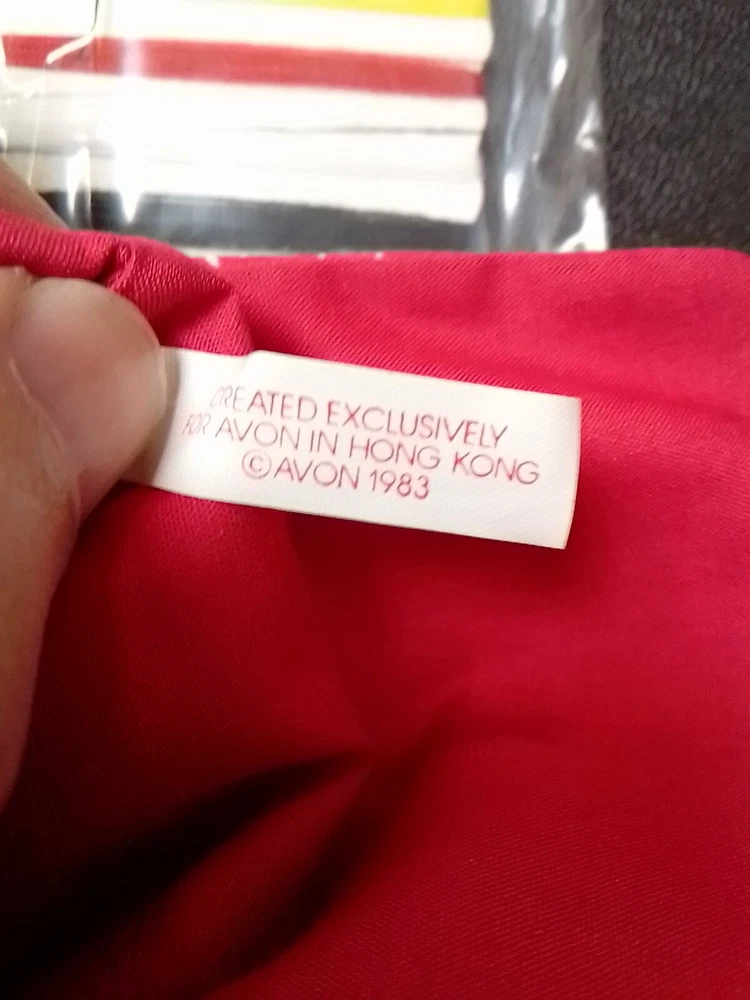 CREATED EXCLUSIVELY
FOR AVON IN HONG KONG
©AVON 1983